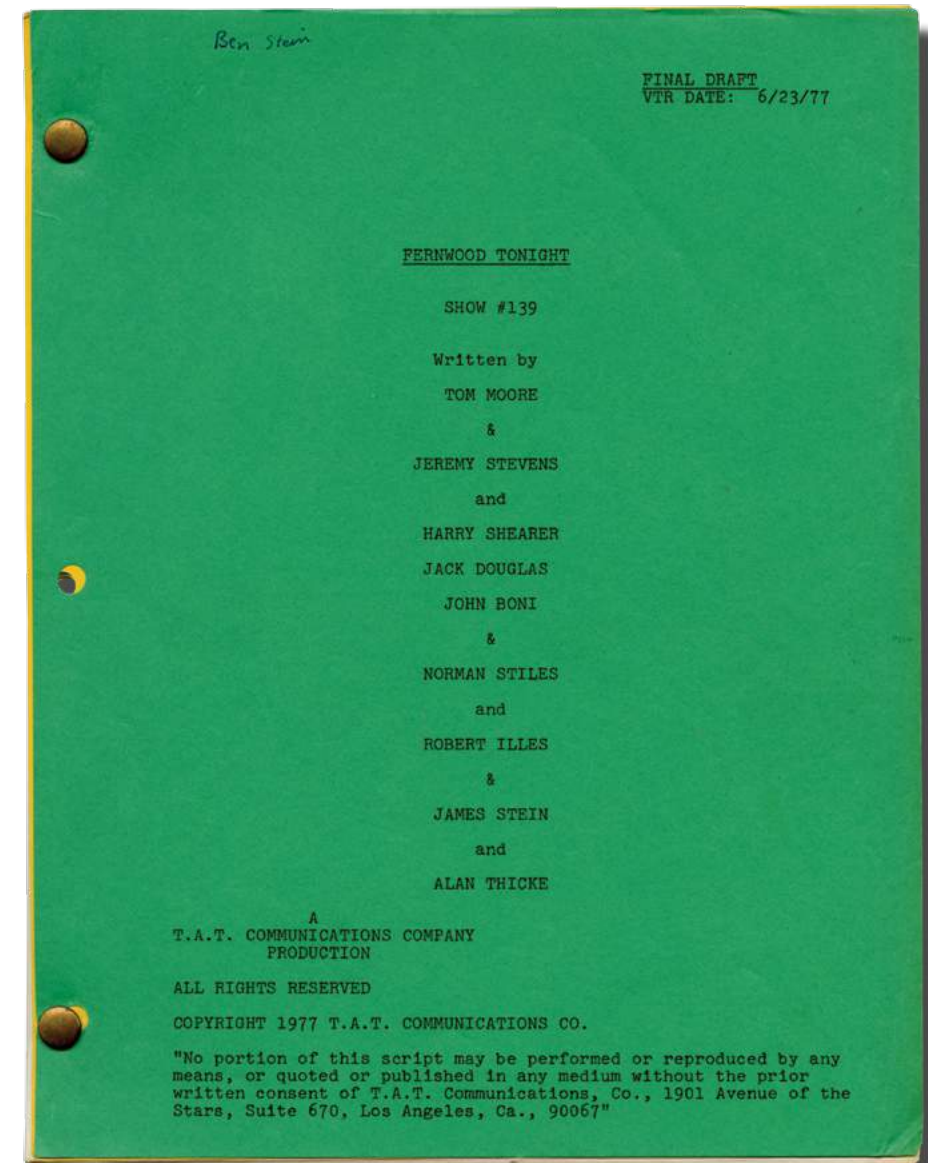 Ben Stein
FINAL DRAFT
VTR DATE: 6/23/77
FERNWOOD TONIGHT
SHOW #139
Written by
TOM MOORE
&
JEREMY STEVENS
and
HARRY SHEARER
JACK DOUGLAS
JOHN BONI
&
NORMAN STILES
and
ROBERT ILLES
&
JAMES STEIN
and
ALAN THICKE
A
T.A.T. COMMUNICATIONS COMPANY
PRODUCTION
ALL RIGHTS RESERVED
COPYRIGHT 1977 T.A.T. COMMUNICATIONS CO.
"No portion of this script may be performed or reproduced by any
means, or quoted or published in any medium without the prior
written consent of T.A.T. Communications, Co., 1901 Avenue of the
Stars, Suite 670, Los Angeles, Ca., 90067"